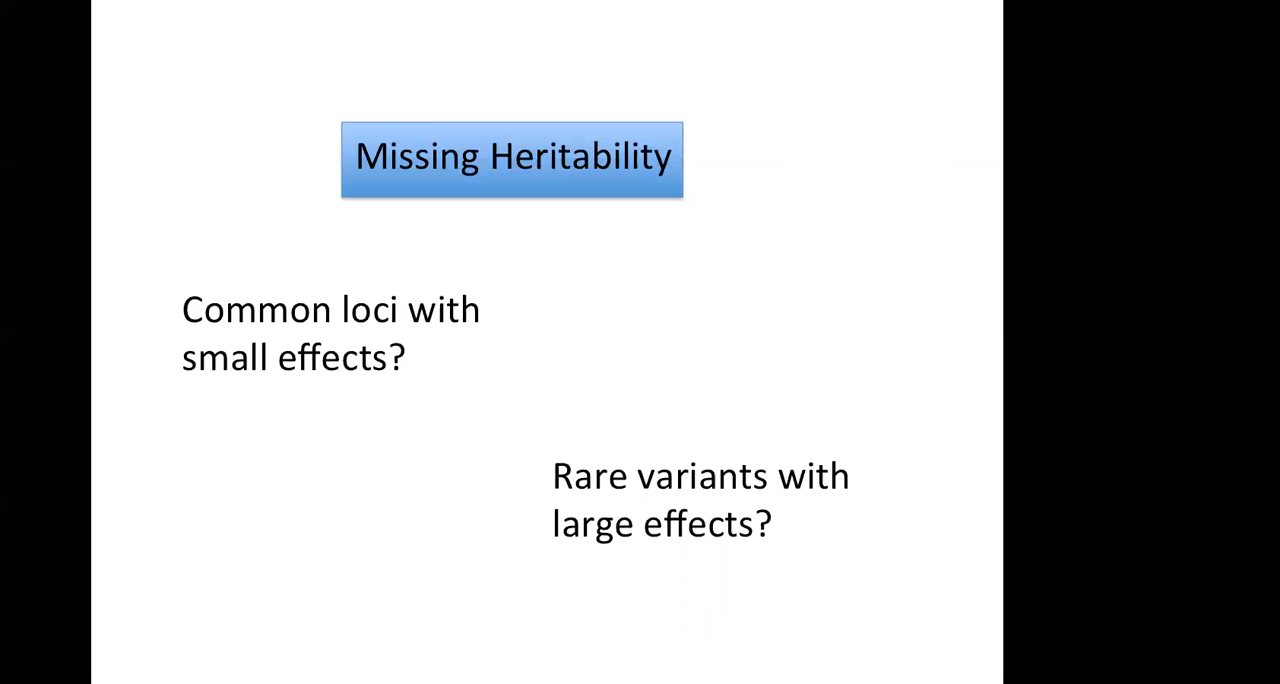 Missing Heritability
Common loci with
small effects?
Rare variants with
large effects?